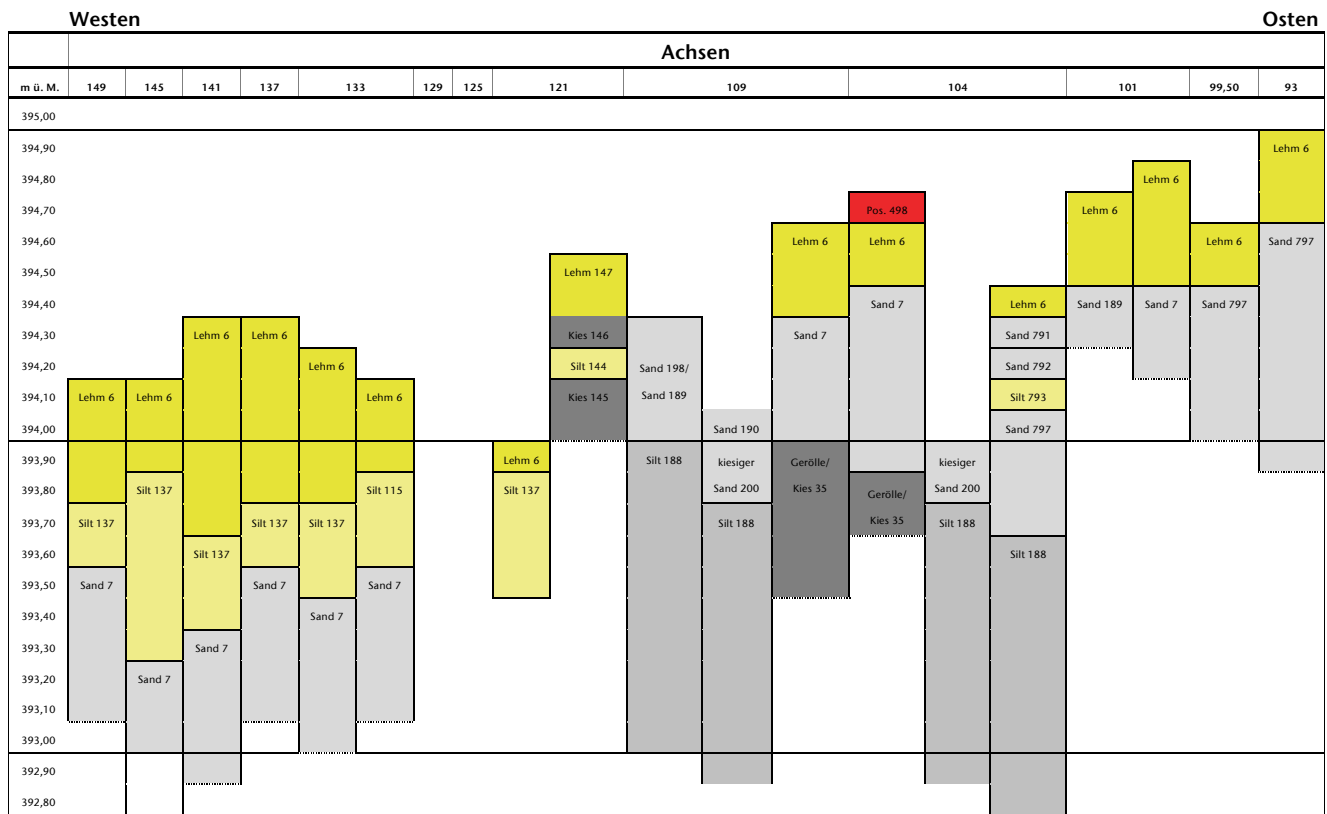 Westen Osten
Achsen
m ü. M. 149 145 141 137 133 129 125 121 109 104 101 99,50 93
395,00
394,90 Lehm 6
394,80 Lehm 6
394,70 Pos. 498 Lehm 6
394,60 Lehm 6 Lehm 6 Lehm 6 Sand 797
394,50 Lehm 147
394,40 Sand 7 Lehm 6 Sand 189 Sand 7 Sand 797
394,30 Lehm 6 Lehm 6 Kies 146 Sand 7 Sand 791
394,20 Lehm 6 Silt 144 Sand 198/ Sand 792
394,10 Lehm 6 Lehm 6 Lehm 6 Kies 145 Sand 189 Silt 793
394,00 Sand 190 Sand 797
393,90 Lehm 6 Silt 188 kiesiger Gerölle/ kiesiger
393,80 Silt 137 Silt 115 Silt 137 Sand 200 Kies 35 Gerölle/ Sand 200
393,70 Silt 137 Silt 137 Silt 137 Silt 188 Kies 35 Silt 188
393,60 Silt 137 Silt 188
393,50 Sand 7 Sand 7 Sand 7
393,40 Sand 7
393,30 Sand 7
393,20 Sand 7
393,10
393,00
392,90
392,80